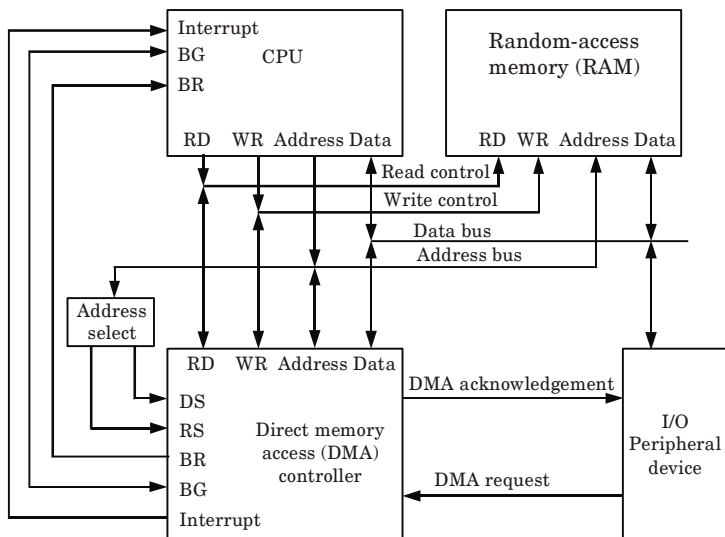 Interrupt
BG
CPU
BR
RD WR Address Data
Random-access
memory (RAM)
RD WR Address Data
Read control
Write control
Data bus
Address bus
Address
select
RD WR Address Data
DS
RS
BR
BG
Interrupt
Direct memory
access (DMA)
controller
DMA acknowledgement
DMA request
I/O
Peripheral
device